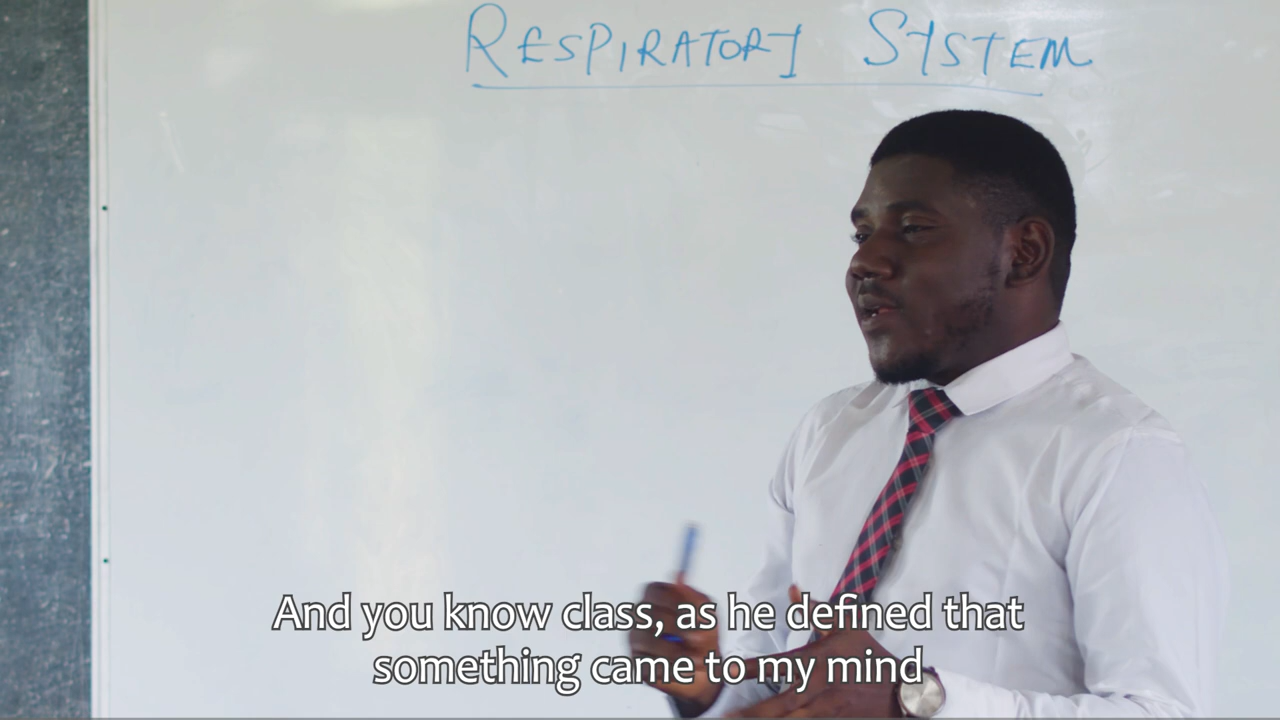 RESPIRATORY SYSTEM
And you know class, as he defined that
something came to my mind